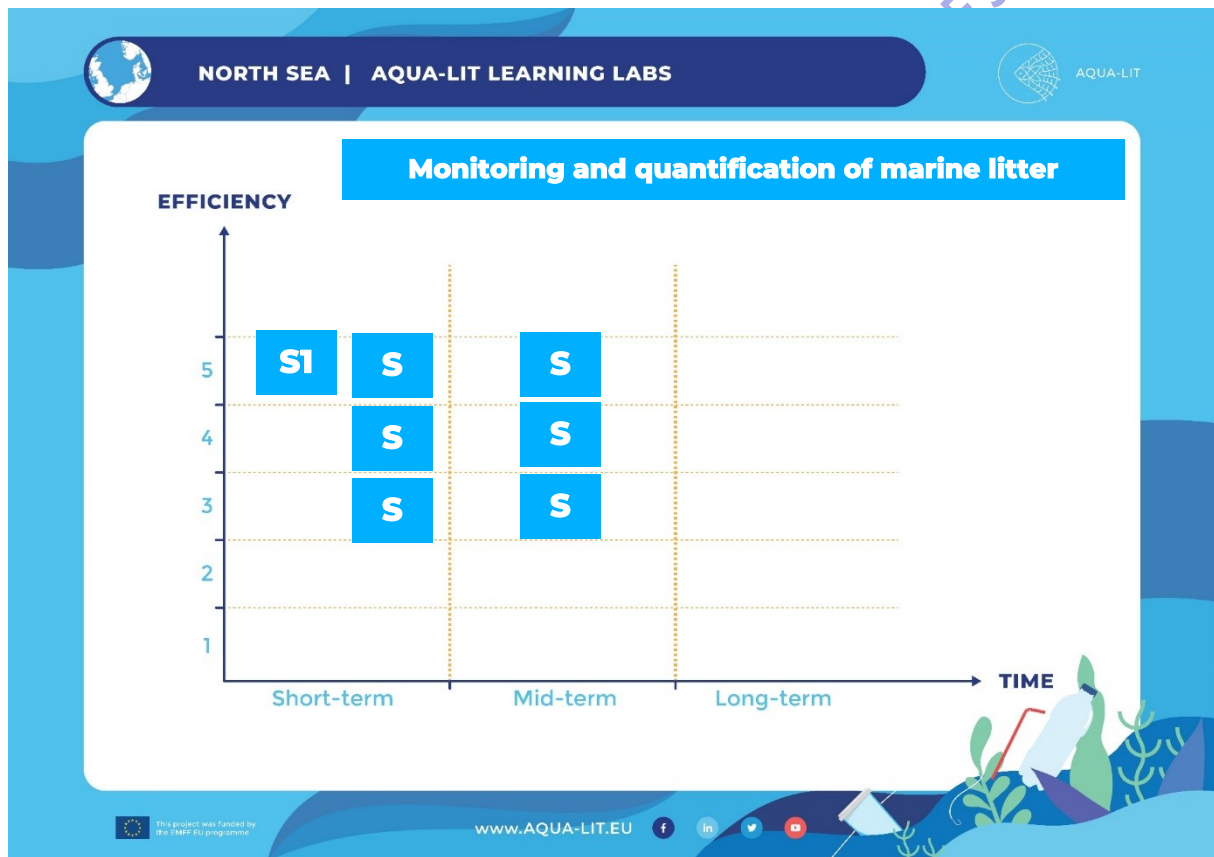 NORTH SEA | AQUA-LIT LEARNING LABS
AQUA-LIT
Monitoring and quantification of marine litter
EFFICIENCY
5
S1
S
S
4
S
S
3
S
S
2
1
Short-term
Mid-term
Long-term
TIME
This project was funded by
the EMFF EU programme
www.AQUA-LIT.EU
f
in